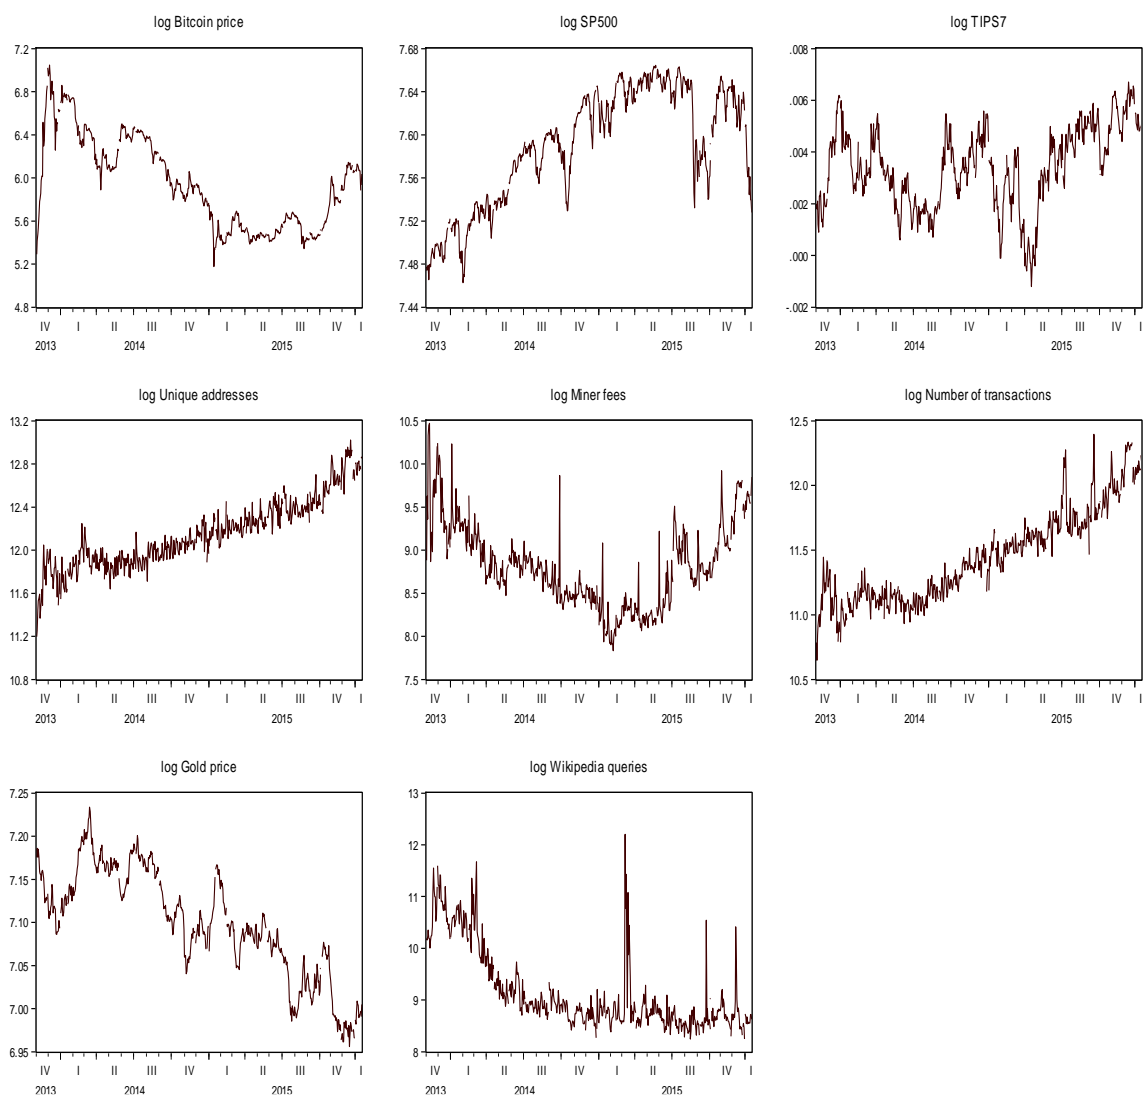 log Bitcoin price
7.2
6.8
6.4
6.0
5.6
5.2
4.8
IV I II III IV I II III IV I
2013 2014 2015
log SP500
7.68
7.64
7.60
7.56
7.52
7.48
7.44
IV I II III IV I II III IV I
2013 2014 2015
log TIPS7
.008
.006
.004
.002
.000
-.002
IV I II III IV I II III IV I
2013 2014 2015
log Unique addresses
13.2
12.8
12.4
12.0
11.6
11.2
10.8
IV I II III IV I II III IV I
2013 2014 2015
log Miner fees
10.5
10.0
9.5
9.0
8.5
8.0
7.5
IV I II III IV I II III IV I
2013 2014 2015
log Number of transactions
12.5
12.0
11.5
11.0
10.5
IV I II III IV I II III IV I
2013 2014 2015
log Gold price
7.25
7.20
7.15
7.10
7.05
7.00
6.95
IV I II III IV I II III IV I
2013 2014 2015
log Wikipedia queries
13
12
11
10
9
8
IV I II III IV I II III IV I
2013 2014 2015